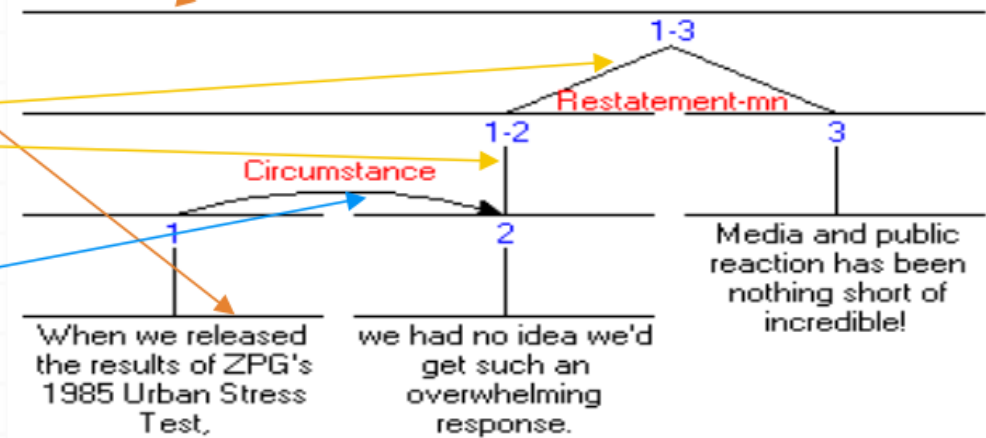 1-3
Restatement-mn
1-2
3
Circumstance
1
2
Media and public
reaction has been
nothing short of
incredible!
When we released
the results of ZPG's
1985 Urban Stress
Test,
we had no idea we'd
get such an
overwhelming
response.